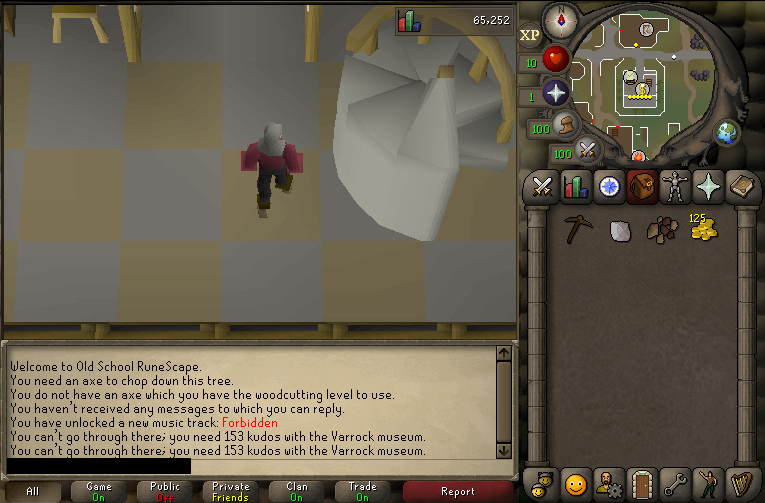 65,252
N
XP
10
1
100
100
125
Welcome to Old School RuneScape.
You need an axe to chop down this tree.
You do not have an axe which you have the woodcutting level to use.
You haven't received any messages to which you can reply.
You have unlocked a new music track: Forbidden
You can't go through there; you need 153 kudos with the Varrock museum.
You can't go through there; you need 153 kudos with the Varrock museum.
All
Game
On
Public
Off
Private
Friends
Clan
On
Trade
On
Report